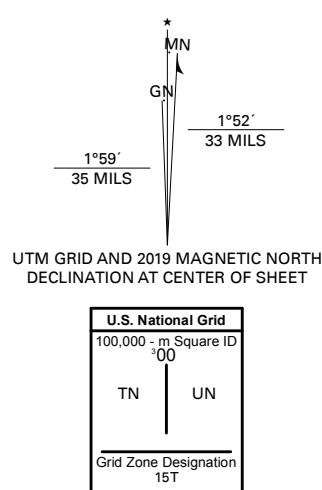 ★
MN
GN
1°52´
33 MILS
1°59´
35 MILS
UTM GRID AND 2019 MAGNETIC NORTH
DECLINATION AT CENTER OF SHEET
U.S. National Grid
100,000 - m Square ID
³00
TN UN
Grid Zone Designation
15T